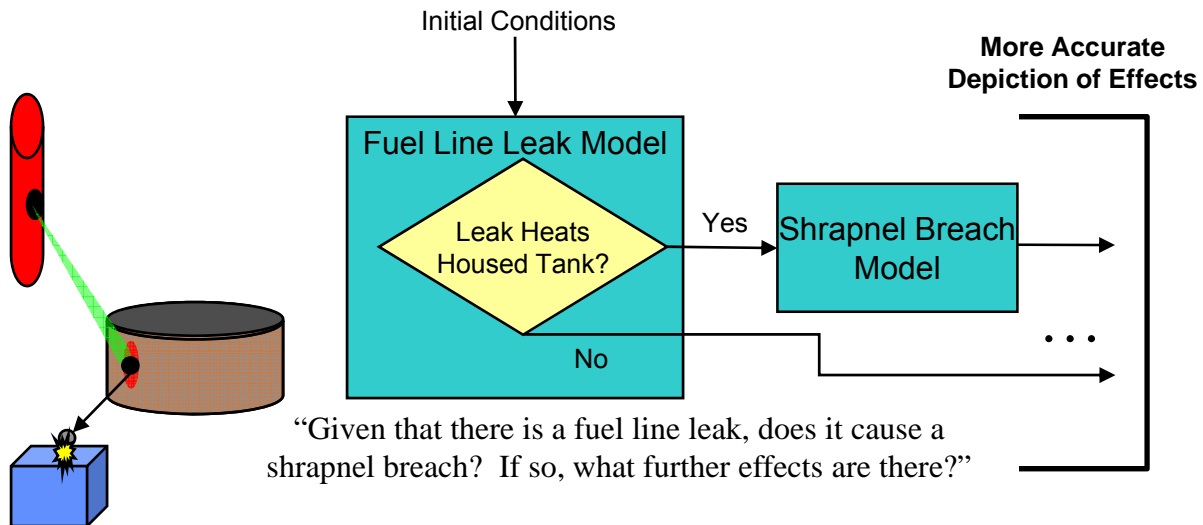 Initial Conditions
More Accurate
Depiction of Effects
Fuel Line Leak Model
Leak Heats
Housed Tank?
Yes
Shrapnel Breach
Model
No
. . .
“Given that there is a fuel line leak, does it cause a
shrapnel breach?  If so, what further effects are there?”